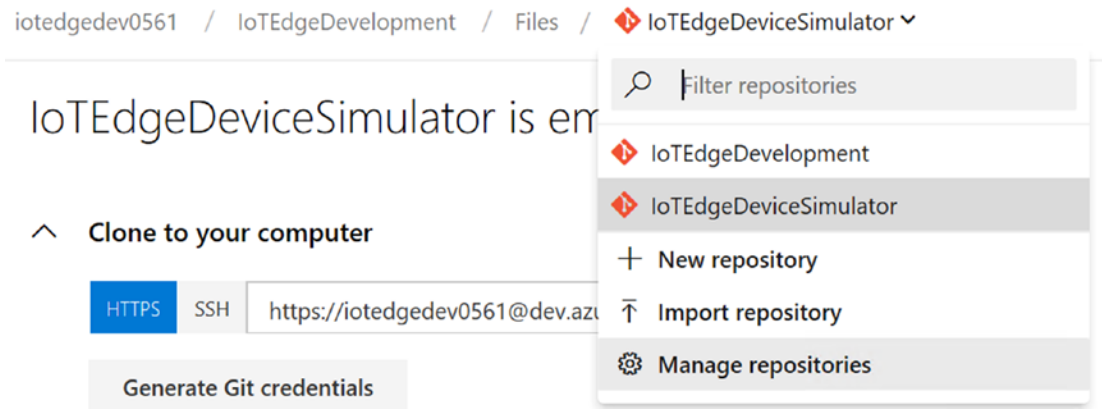 iotedgedev0561 / IoTEdgeDevelopment / Files / IoTEdgeDeviceSimulator
Filter repositories
IoTEdgeDeviceSimulator is
IoTEdgeDevelopment
IoTEdgeDeviceSimulator
Clone to your computer
New repository
HTTPS SSH https://iotedgedev0561@dev.azu
Import repository
Manage repositories
Generate Git credentials